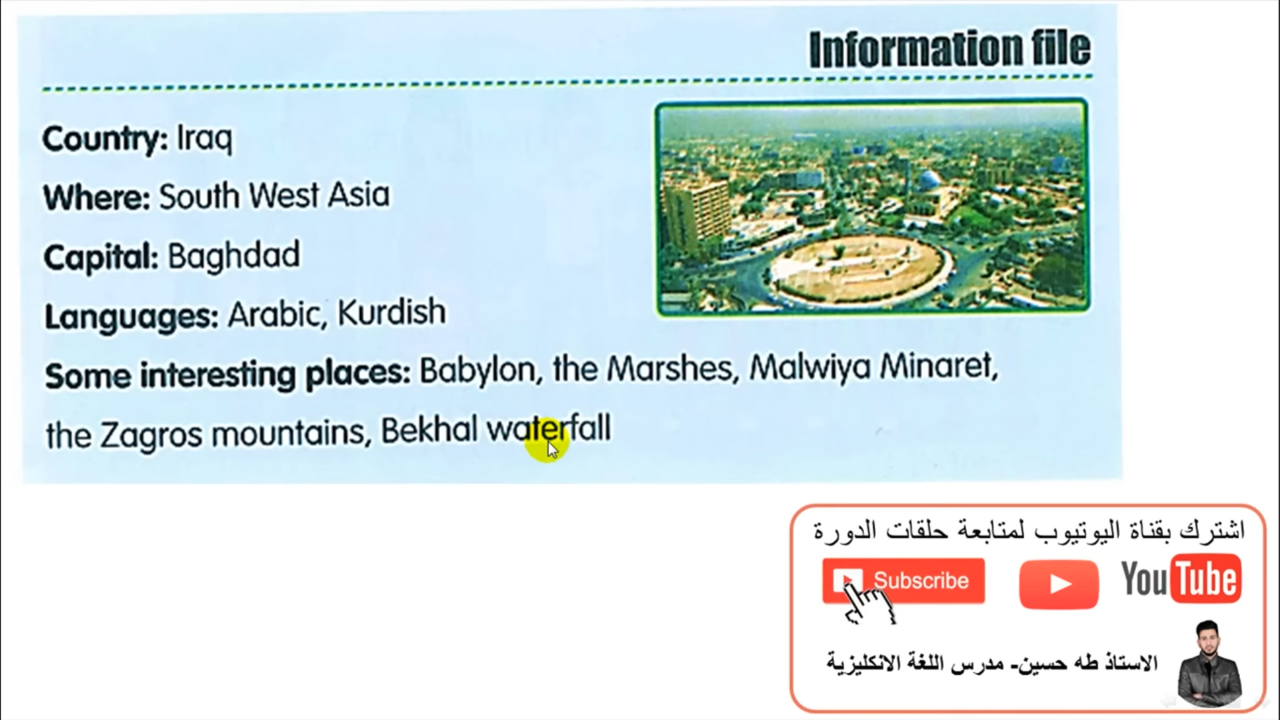 Information file
Country: Iraq
Where: South West Asia
Capital: Baghdad
Languages: Arabic, Kurdish
Some interesting places: Babylon, the Marshes, Malwiya Minaret,
the Zagros mountains, Bekhal waterfall
اشترك بقناة اليوتيوب لمتابعة حلقات الدورة
Subscribe
YouTube
الاستاذ طه حسين- مدرس اللغة الانكليزية